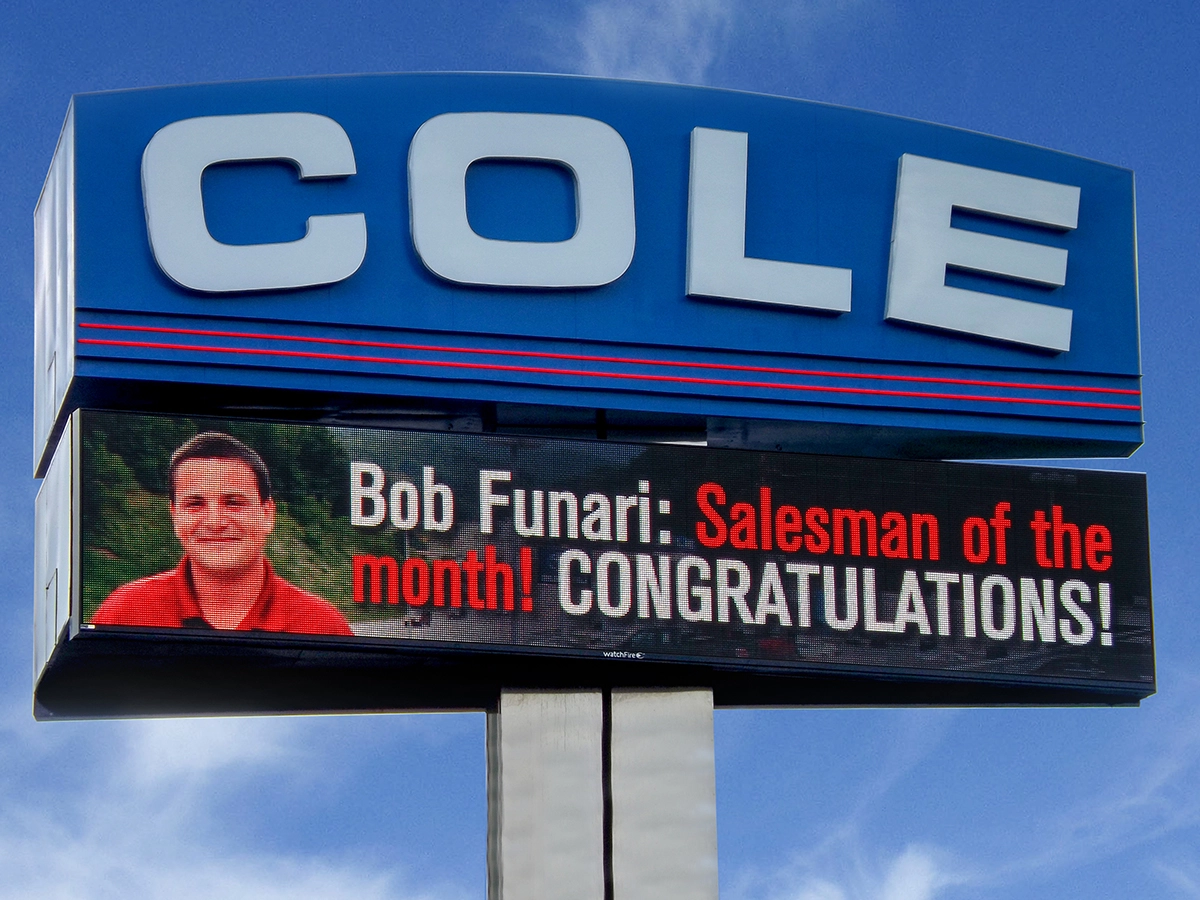 COLE
Bob Funari: Salesman of the
month! CONGRATULATIONS!
watchFire